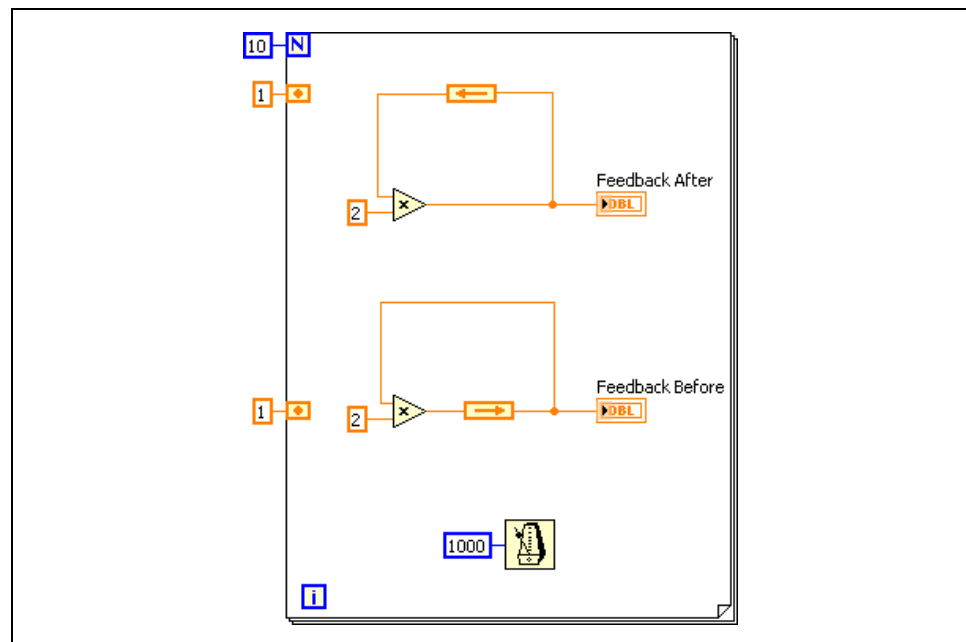 10 N
1
Feedback After
2 × DBL
Feedback Before
1 2 × DBL
1000
i